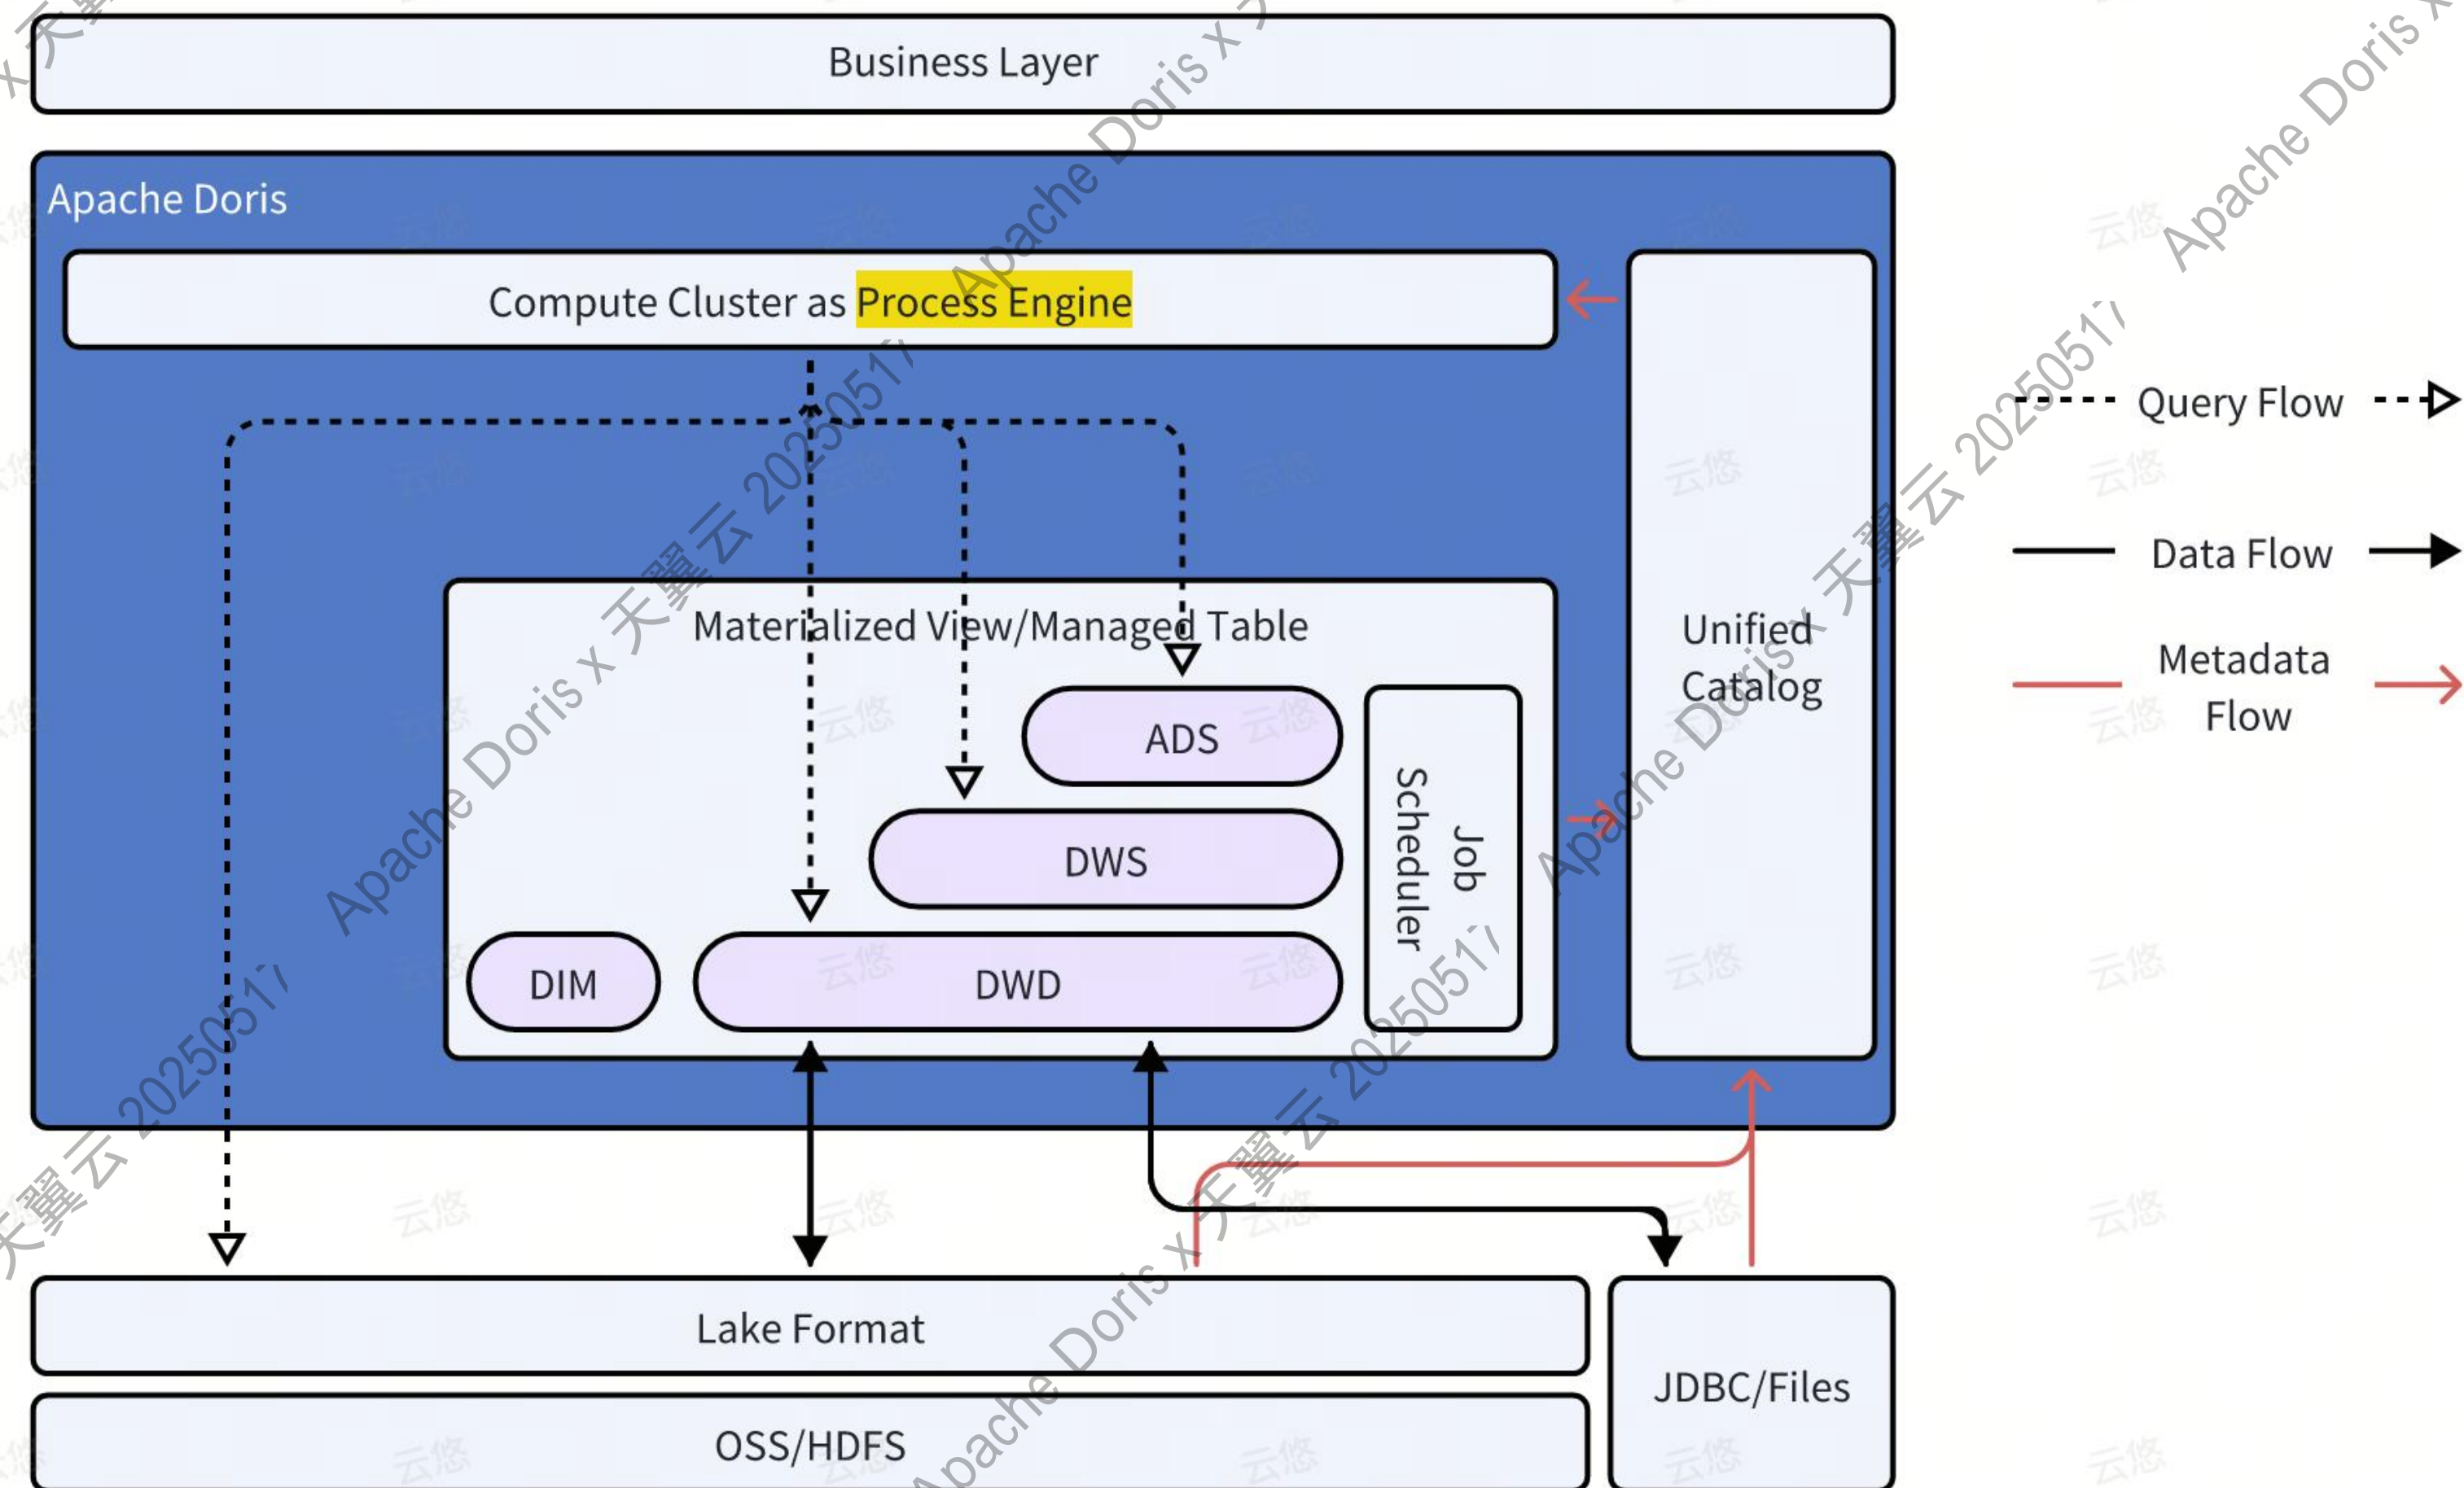 Business Layer
Apache Doris
Compute Cluster as Process Engine
Query Flow
Data Flow
Metadata
Flow
Materialized View/Managed Table
Unified
Catalog
ADS
DWS
DIM
DWD
Job
Scheduler
Lake Format
JDBC/Files
OSS/HDFS
Apache Doris x 天翼云 20250517
云悠